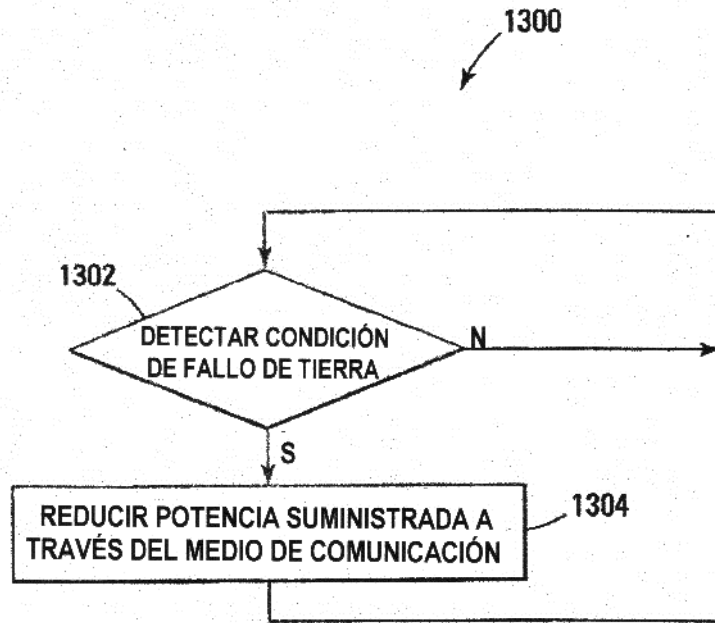 1300
1302
DETECTAR CONDICIÓN
DE FALLO DE TIERRA
N
S
REDUCIR POTENCIA SUMINISTRADA A
TRAVÉS DEL MEDIO DE COMUNICACIÓN
1304